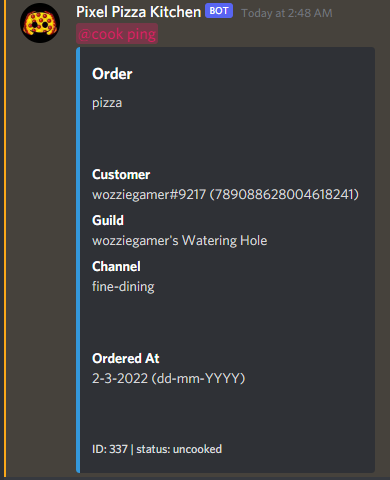 Pixel Pizza Kitchen BOT Today at 2:48 AM
@cook ping
Order
pizza
Customer
wozziegamer#9217 (789088628004618241)
Guild
wozziegamer's Watering Hole
Channel
fine-dining
Ordered At
2-3-2022 (dd-mm-YYYY)
ID: 337 | status: uncooked